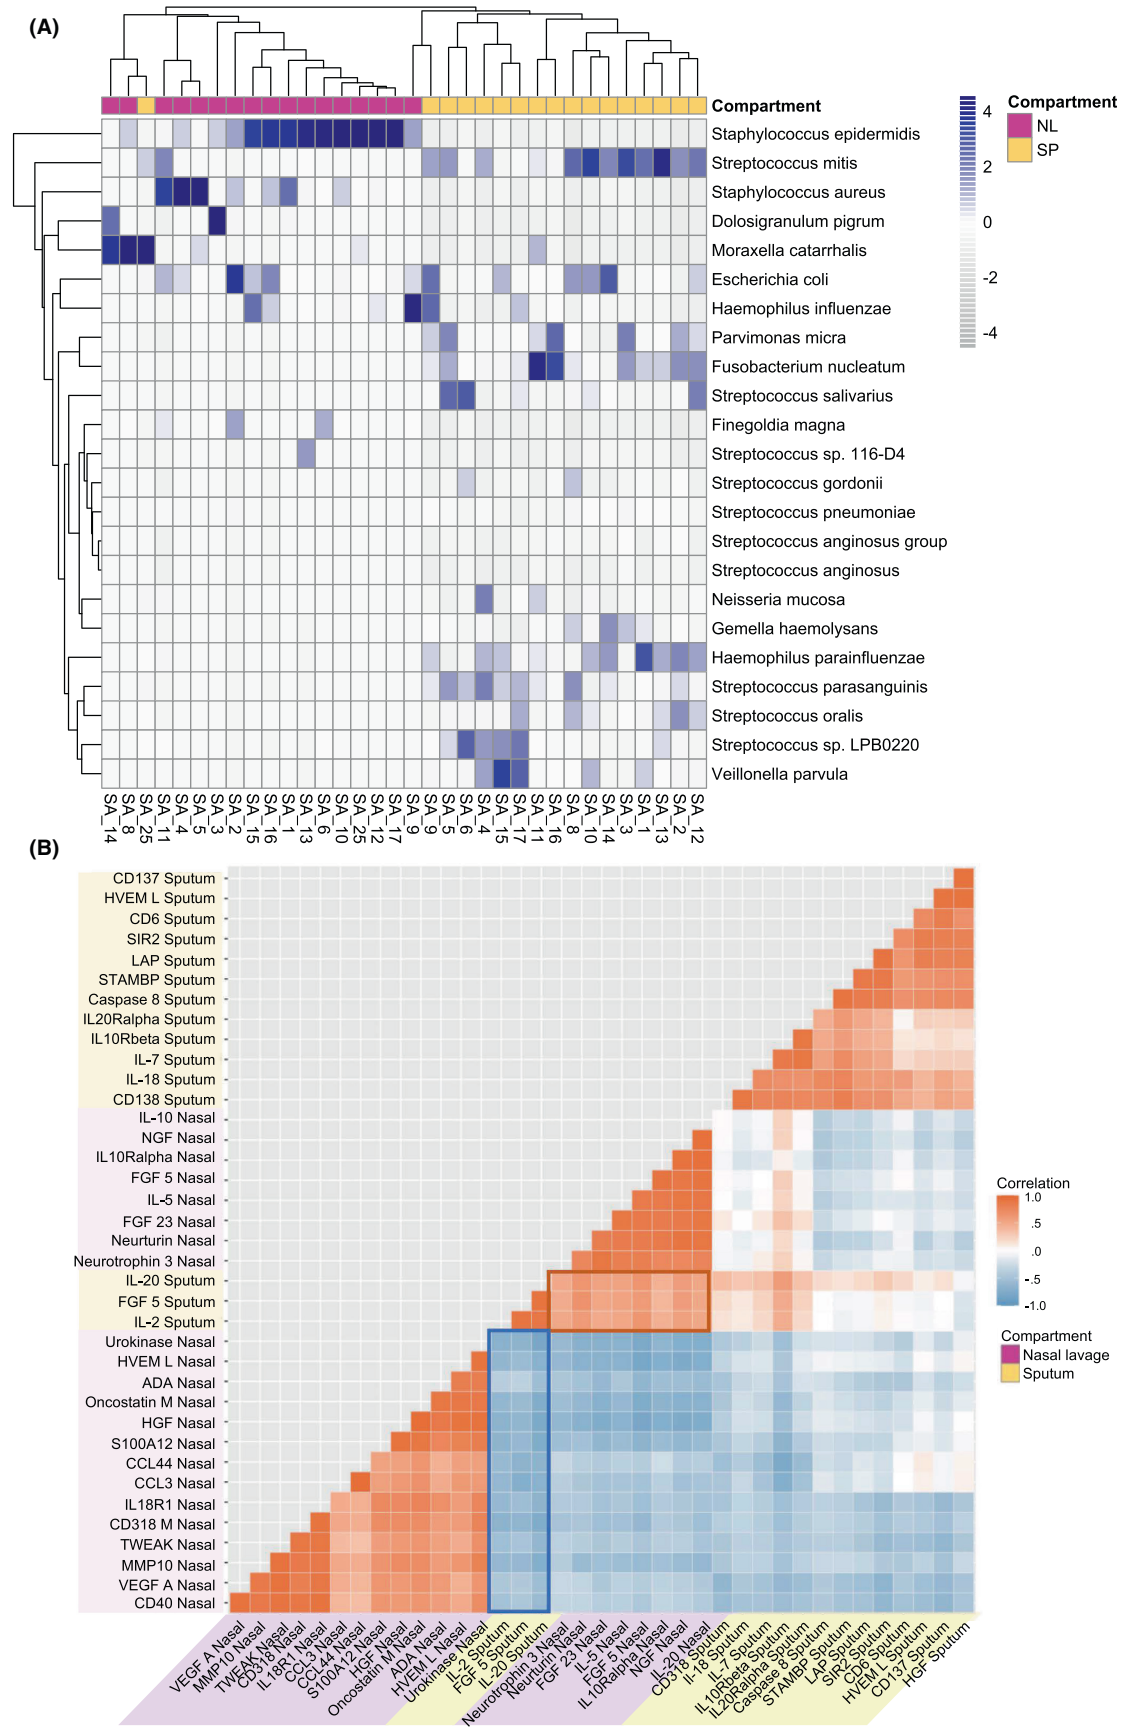 (A)
Compartment
Staphylococcus epidermidis
Streptococcus mitis
Staphylococcus aureus
Dolosigranulum pigrum
Moraxella catarrhalis
Escherichia coli
Haemophilus influenzae
Parvimonas micra
Fusobacterium nucleatum
Streptococcus salivarius
Finegoldia magna
Streptococcus sp. 116-D4
Streptococcus gordonii
Streptococcus pneumoniae
Streptococcus anginosus group
Streptococcus anginosus
Neisseria mucosa
Gemella haemolysans
Haemophilus parainfluenzae
Streptococcus parasanguinis
Streptococcus oralis
Streptococcus sp. LPB0220
Veillonella parvula
4
2
0
-2
-4
Compartment
NL
SP
SA_14
SA_8
SA_25
SA_11
SA_4
SA_5
SA_3
SA_2
SA_15
SA_16
SA_1
SA_13
SA_6
SA_10
SA_25
SA_12
SA_17
SA_9
SA_9
SA_5
SA_6
SA_4
SA_15
SA_17
SA_11
SA_16
SA_8
SA_10
SA_14
SA_3
SA_1
SA_13
SA_2
SA_12
(B)
CD137 Sputum
HVEM L Sputum
CD6 Sputum
SIR2 Sputum
LAP Sputum
STAMBP Sputum
Caspase 8 Sputum
IL20Ralpha Sputum
IL10Rbeta Sputum
IL-7 Sputum
IL-18 Sputum
CD138 Sputum
IL-10 Nasal
NGF Nasal
IL10Ralpha Nasal
FGF 5 Nasal
IL-5 Nasal
FGF 23 Nasal
Neurturin Nasal
Neurotrophin 3 Nasal
IL-20 Sputum
FGF 5 Sputum
IL-2 Sputum
Urokinase Nasal
HVEM L Nasal
ADA Nasal
Oncostatin M Nasal
HGF Nasal
S100A12 Nasal
CCL44 Nasal
CCL3 Nasal
IL18R1 Nasal
CD318 M Nasal
TWEAK Nasal
MMP10 Nasal
VEGF A Nasal
CD40 Nasal
Correlation
1.0
.5
.0
-.5
-1.0
Compartment
Nasal lavage
Sputum
VEGF A Nasal
MMP10 Nasal
TWEAK Nasal
CD318 Nasal
IL18R1 Nasal
CCL3 Nasal
CCL44 Nasal
S100A12 Nasal
HGF Nasal
Oncostatin M Nasal
ADA Nasal
HVEM L Nasal
Urokinase Nasal
IL-2 Sputum
FGF 5 Sputum
IL-20 Sputum
Neurotrophin 3 Nasal
Neurturin Nasal
FGF 23 Nasal
IL-5 Nasal
FGF 5 Nasal
IL10Ralpha Nasal
NGF Nasal
IL-20 Nasal
CD318 Sputum
IL-18 Sputum
IL-7 Sputum
IL10Rbeta Sputum
IL20Ralpha Sputum
Caspase 8 Sputum
STAMBP Sputum
LAP Sputum
SIR2 Sputum
CD6 Sputum
HVEM L Sputum
CD137 Sputum
HGF Sputum